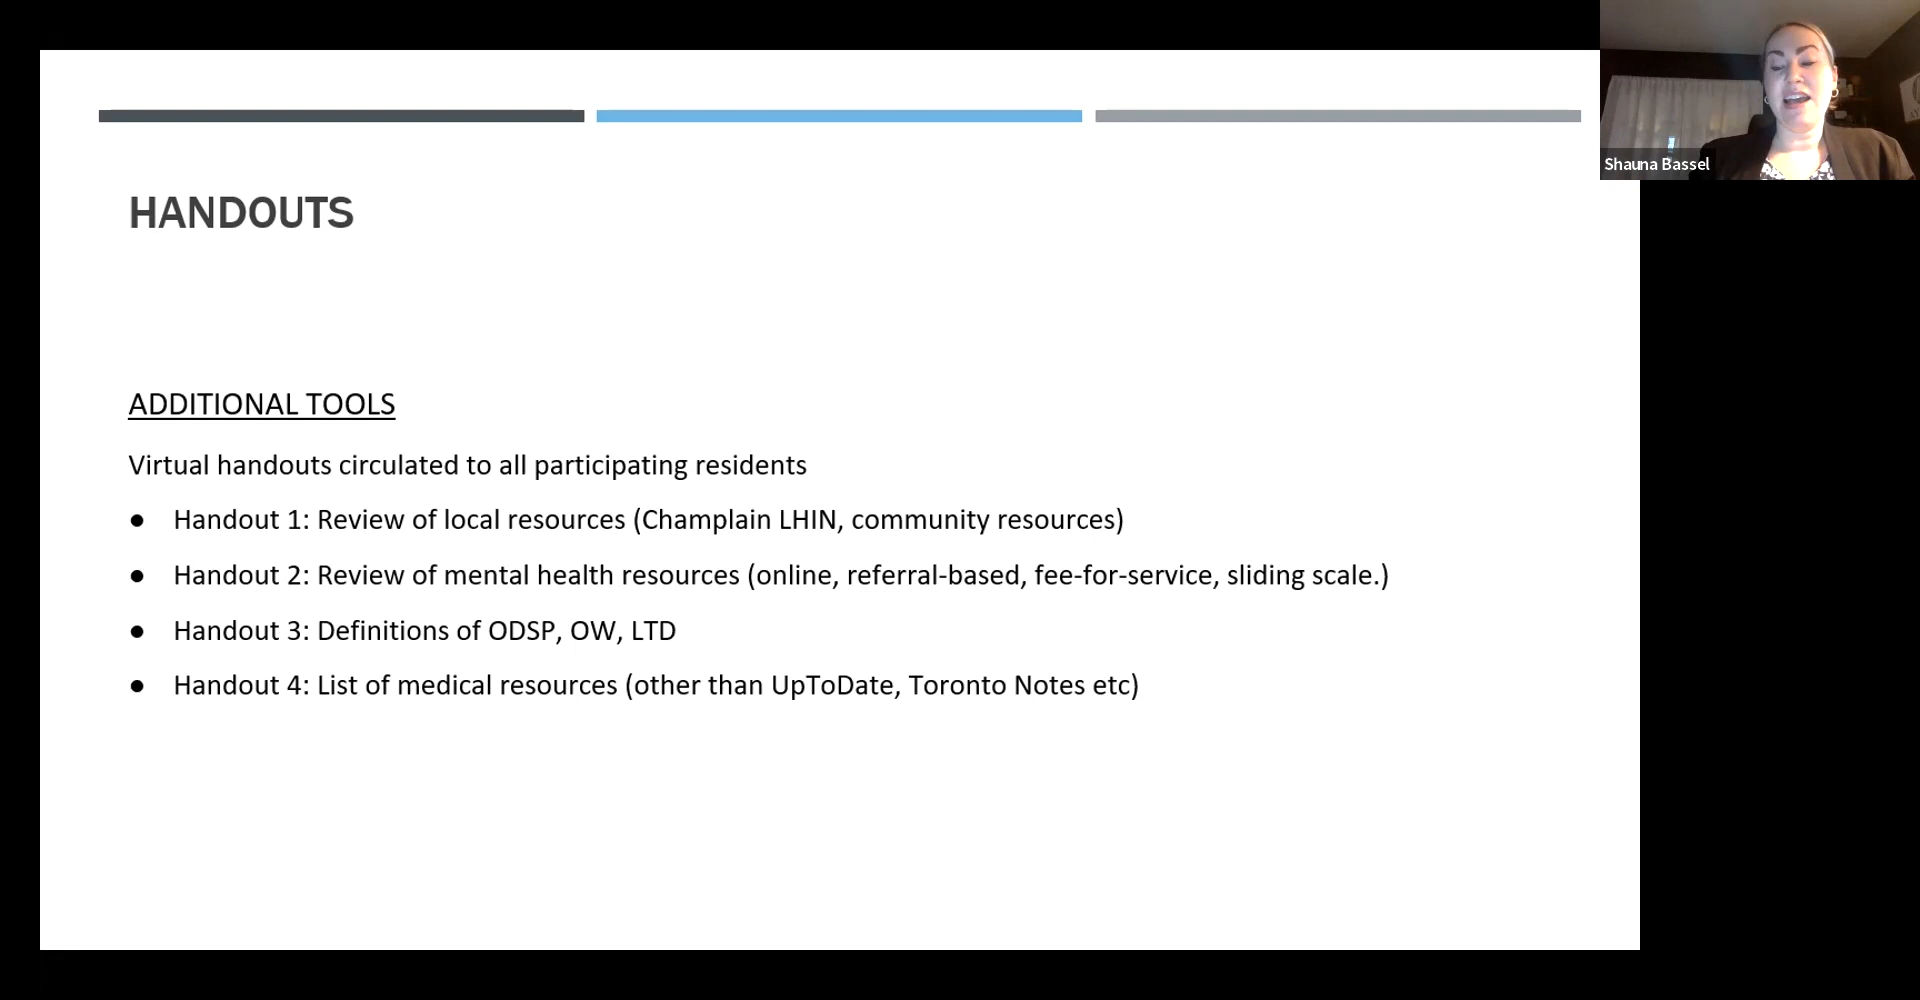 Shauna Bassel
HANDOUTS
ADDITIONAL TOOLS
Virtual handouts circulated to all participating residents
● Handout 1: Review of local resources (Champlain LHIN, community resources)
● Handout 2: Review of mental health resources (online, referral-based, fee-for-service, sliding scale.)
● Handout 3: Definitions of ODSP, OW, LTD
● Handout 4: List of medical resources (other than UpToDate, Toronto Notes etc)